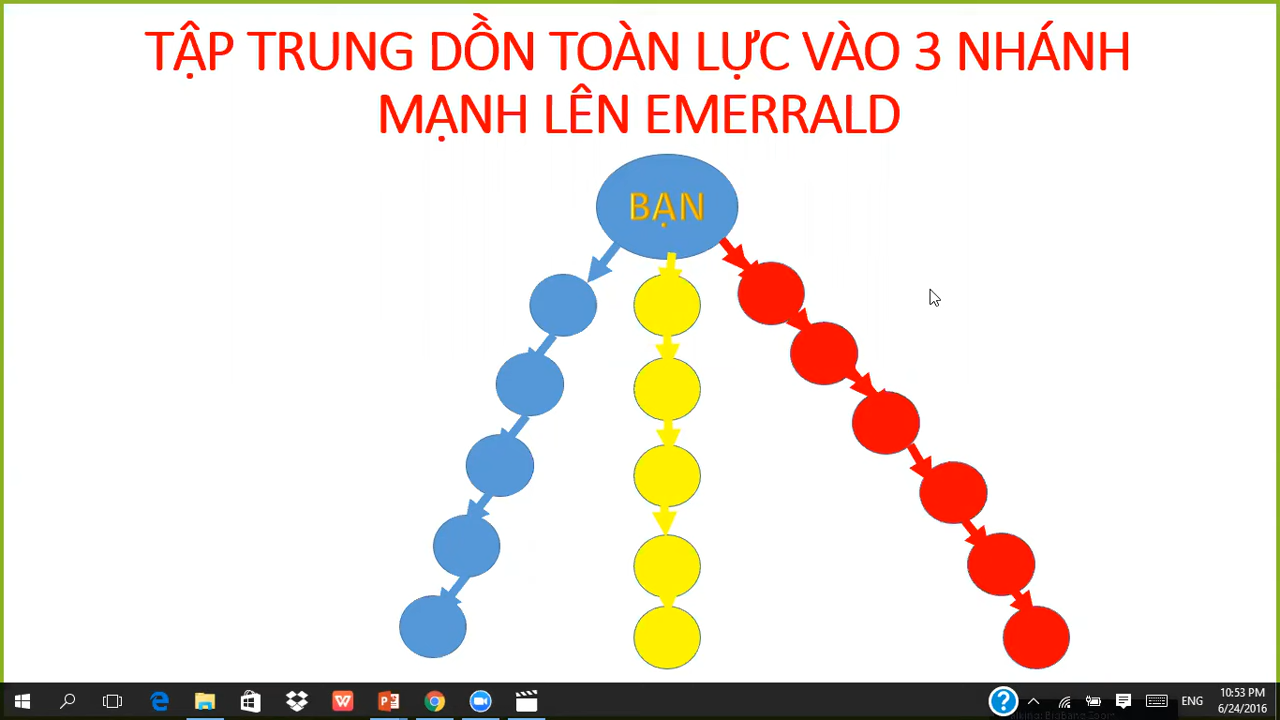 TẬP TRUNG DỒN TOÀN LỰC VÀO 3 NHÁNH
MẠNH LÊN EMERRALD
BẠN
ENG
10:53 PM
6/24/2016